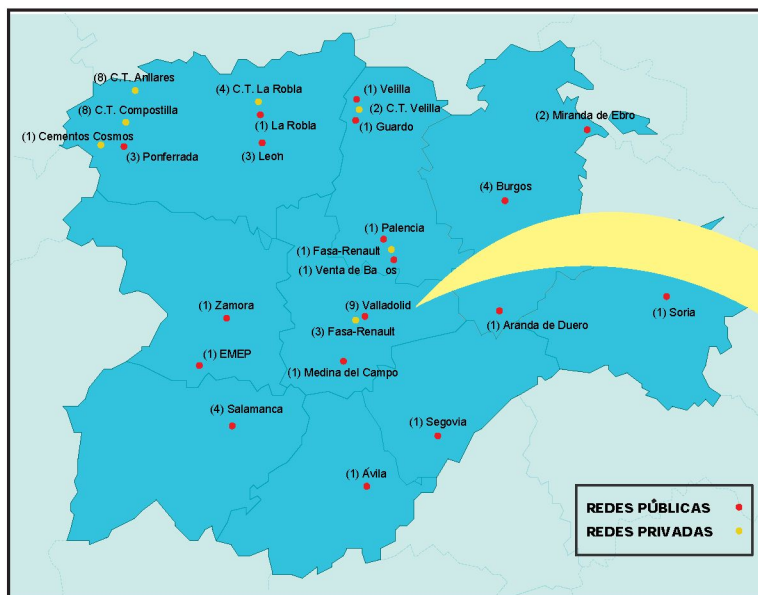 (8) C.T. Anllares
(4) C.T. La Robla
(1) Velilla
(8) C.T. Compostilla
(2) C.T. Velilla
(2) Miranda de Ebro
(1) La Robla
(1) Guardo
(1) Cementos Cosmos
(3) Ponferrada
(3) León
(4) Burgos
(1) Palencia
(1) Fasa-Renault
(1) Venta de Ba os
(1) Zamora
(9) Valladolid
(1) Soria
(3) Fasa-Renault
(1) Aranda de Duero
(1) EMEP
(1) Medina del Campo
(4) Salamanca
(1) Segovia
(1) Ávila
REDES PÚBLICAS
REDES PRIVADAS